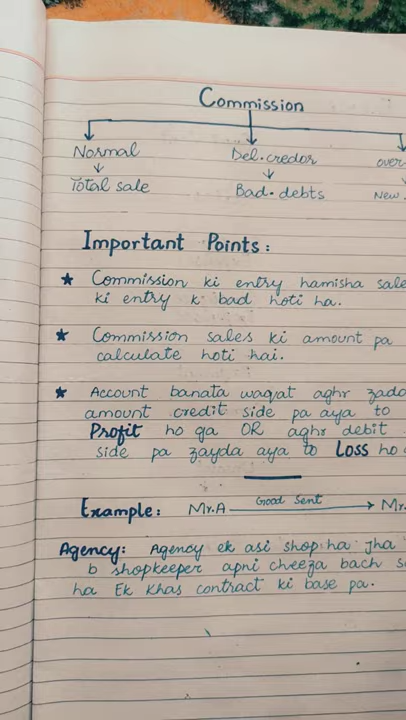 Commission
Normal Del.credor over
Total sale Bad. debts New.
Important Points:
★ Commission ki entry hamisha sale
ki entry k bad hoti ha.
★ Commission sales ki amount pa
calculate hoti hai.
★ Account banata waqat aghr zada
amount credit side pa aya to
Profit ho ga OR aghr debit
side pa zayda aya to Loss ho
Example: Mr.A Good Sent Mr.
Agency: Agency ek asi shop ha Jha
b shopkeeper apni cheeza bach s
ha Ek Khas contract ki base pa.